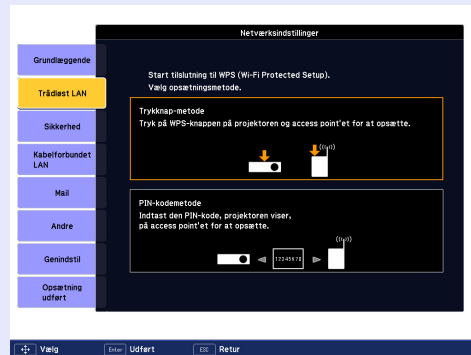 Netværksindstillinger
Grundlæggende
Trådløst LAN
Sikkerhed
Kabelforbundet
LAN
Mail
Andre
Genindstil
Opsætning
udført
Start tilslutning til WPS (Wi-Fi Protected Setup).
Vælg opsætningsmetode.
Trykknap-metode
Tryk på WPS-knappen på projektoren og access point'et for at opsætte.
PIN-kodemetode
Indtast den PIN-kode, projektoren viser,
på access point'et for at opsætte.
12345678
Vælg Enter Udført ESC Retur